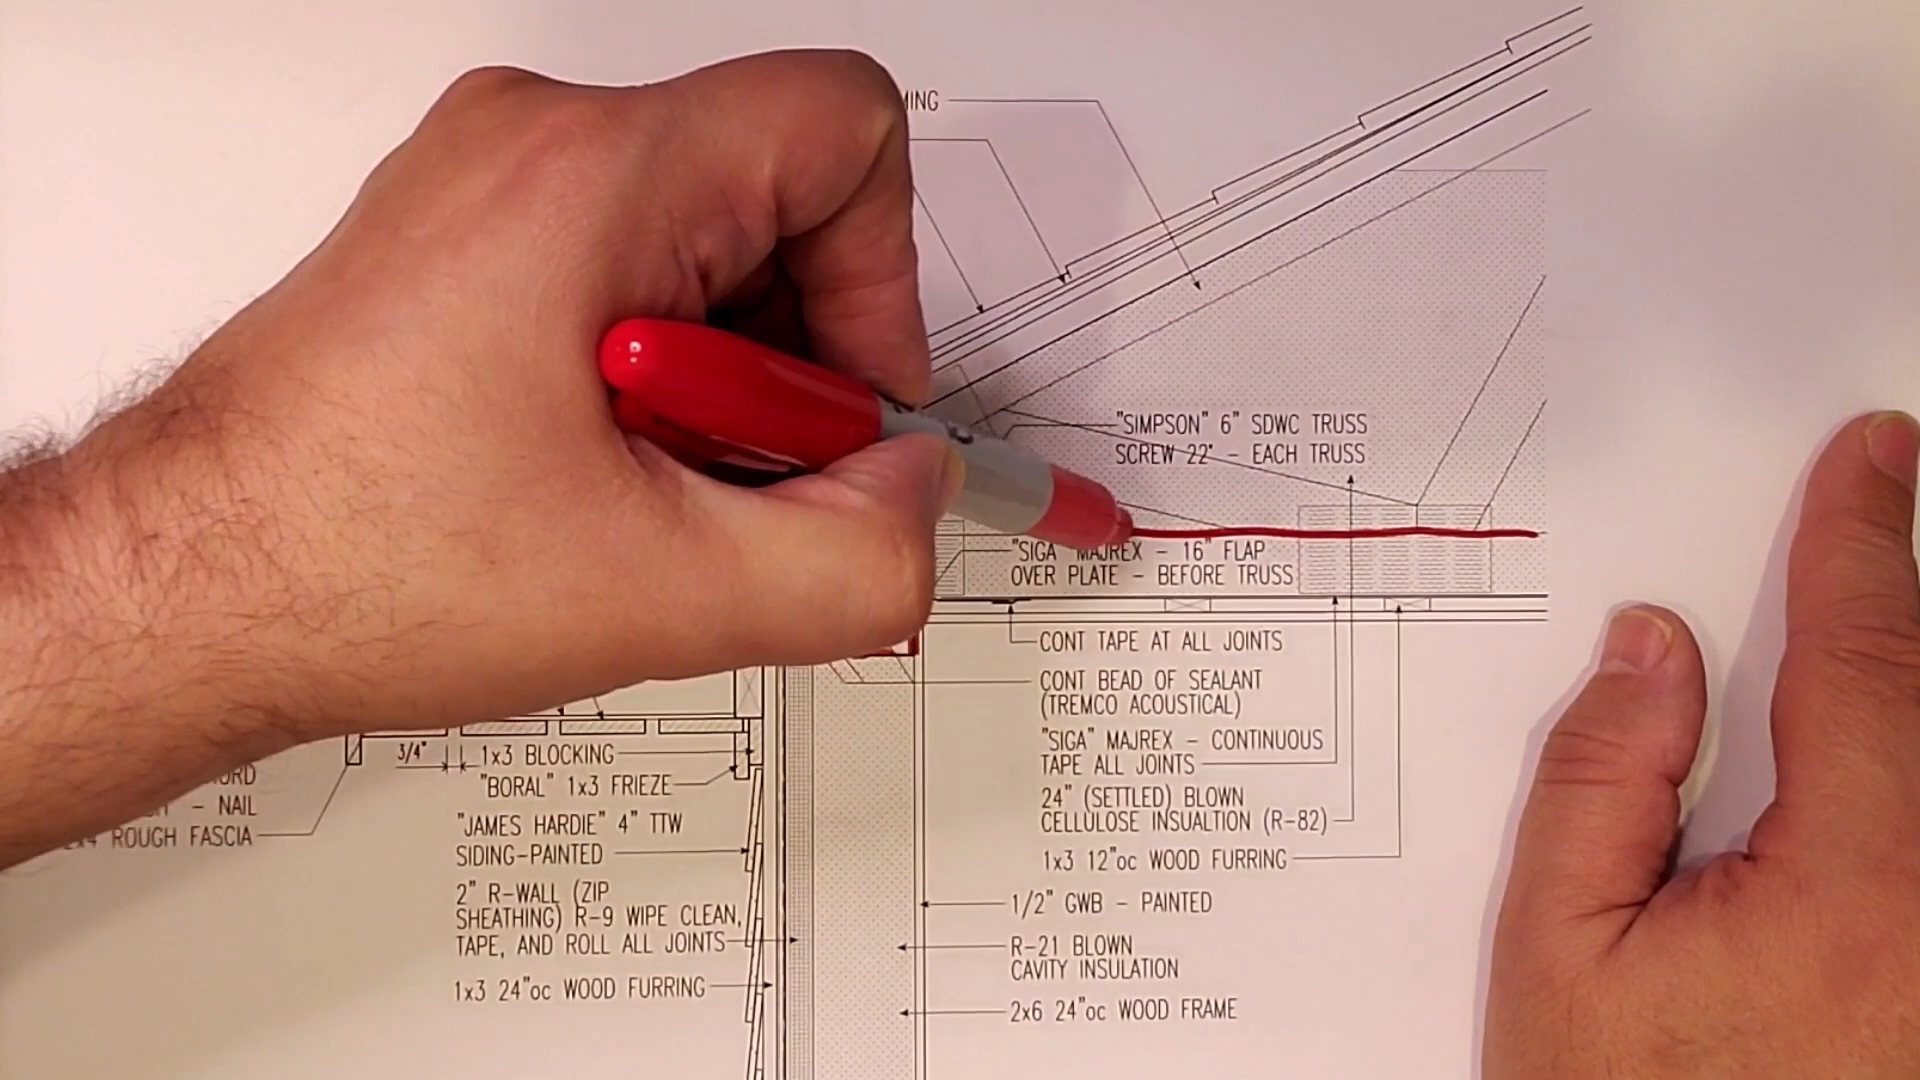 "SIMPSON" 6" SDWC TRUSS
SCREW 22° - EACH TRUSS
"SIGA" MAJREX - 16" FLAP
OVER PLATE - BEFORE TRUSS
CONT TAPE AT ALL JOINTS
CONT BEAD OF SEALANT
(TREMCO ACOUSTICAL)
"SIGA" MAJREX - CONTINUOUS
TAPE ALL JOINTS
24" (SETTLED) BLOWN
CELLULOSE INSUALTION (R-82)
1x3 12"oc WOOD FURRING
1/2" GWB - PAINTED
R-21 BLOWN
CAVITY INSULATION
2x6 24"oc WOOD FRAME
3/4"
1x3 BLOCKING
"BORAL" 1x3 FRIEZE
- NAIL
ROUGH FASCIA
"JAMES HARDIE" 4" TTW
SIDING-PAINTED
2" R-WALL (ZIP
SHEATHING) R-9 WIPE CLEAN,
TAPE, AND ROLL ALL JOINTS
1x3 24"oc WOOD FURRING